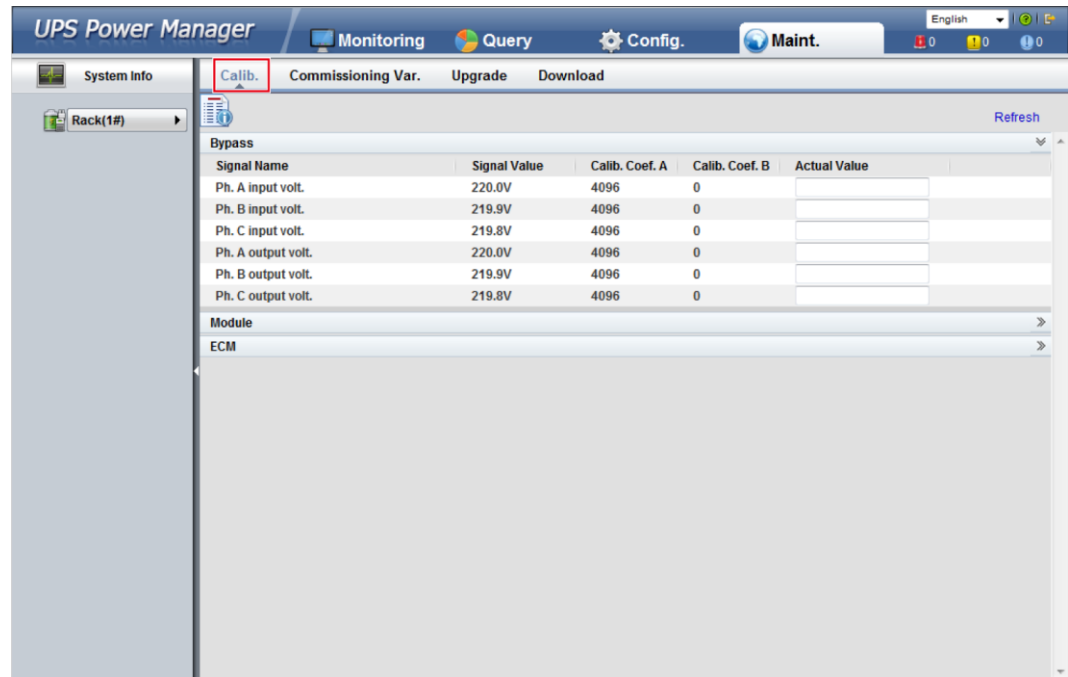 UPS Power Manager
Monitoring Query Config. Maint.
English
0 0 0
System Info
Calib. Commissioning Var. Upgrade Download
Rack(1#)
Refresh
Bypass
Signal Name Signal Value Calib. Coef. A Calib. Coef. B Actual Value
Ph. A input volt. 220.0V 4096 0
Ph. B input volt. 219.9V 4096 0
Ph. C input volt. 219.8V 4096 0
Ph. A output volt. 220.0V 4096 0
Ph. B output volt. 219.9V 4096 0
Ph. C output volt. 219.8V 4096 0
Module
ECM